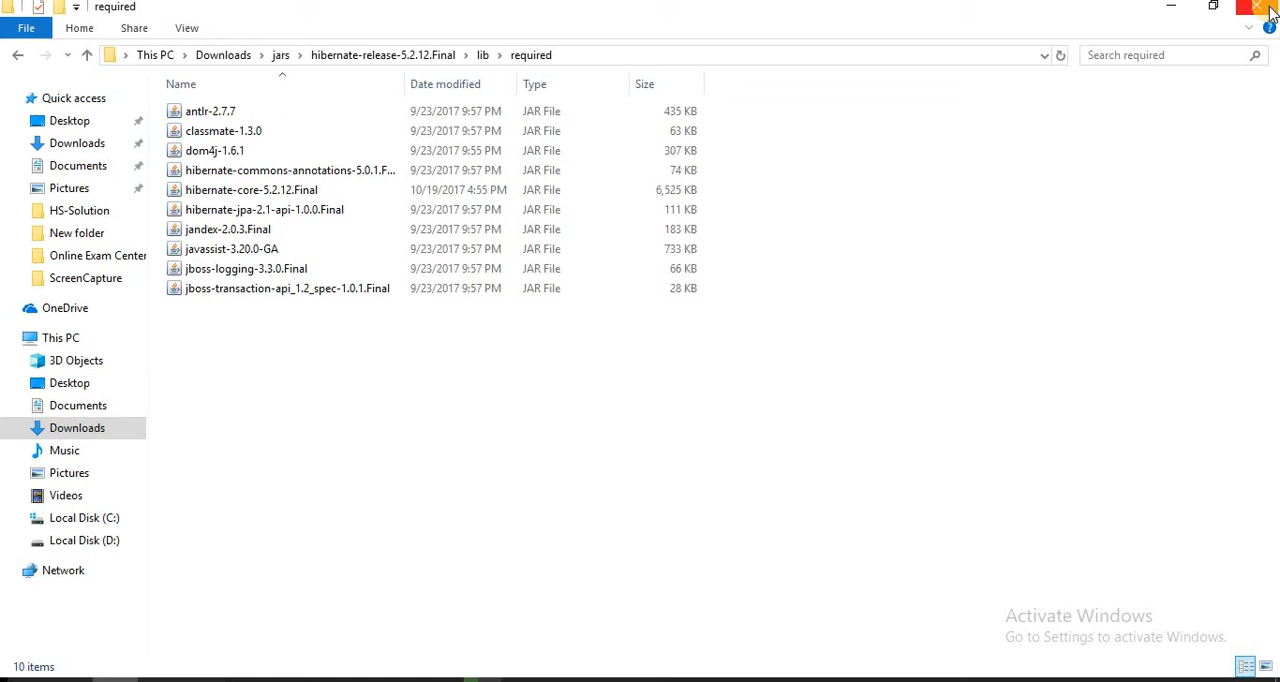 required
File Home Share View
This PC Downloads jars hibernate-release-5.2.12.Final lib required Search required
Name Date modified Type Size
Quick access
Desktop
Downloads
Documents
Pictures
HS-Solution
New folder
Online Exam Center
ScreenCapture
OneDrive
This PC
3D Objects
Desktop
Documents
Downloads
Music
Pictures
Videos
Local Disk (C:)
Local Disk (D:)
Network
antlr-2.7.7 9/23/2017 9:57 PM JAR File 435 KB
classmate-1.3.0 9/23/2017 9:57 PM JAR File 63 KB
dom4j-1.6.1 9/23/2017 9:55 PM JAR File 307 KB
hibernate-commons-annotations-5.0.1.F... 9/23/2017 9:57 PM JAR File 74 KB
hibernate-core-5.2.12.Final 10/19/2017 4:55 PM JAR File 6,525 KB
hibernate-jpa-2.1-api-1.0.0.Final 9/23/2017 9:57 PM JAR File 111 KB
jandex-2.0.3.Final 9/23/2017 9:57 PM JAR File 183 KB
javassist-3.20.0-GA 9/23/2017 9:57 PM JAR File 733 KB
jboss-logging-3.3.0.Final 9/23/2017 9:57 PM JAR File 66 KB
jboss-transaction-api_1.2_spec-1.0.1.Final 9/23/2017 9:57 PM JAR File 28 KB
Activate Windows
Go to Settings to activate Windows.
10 items